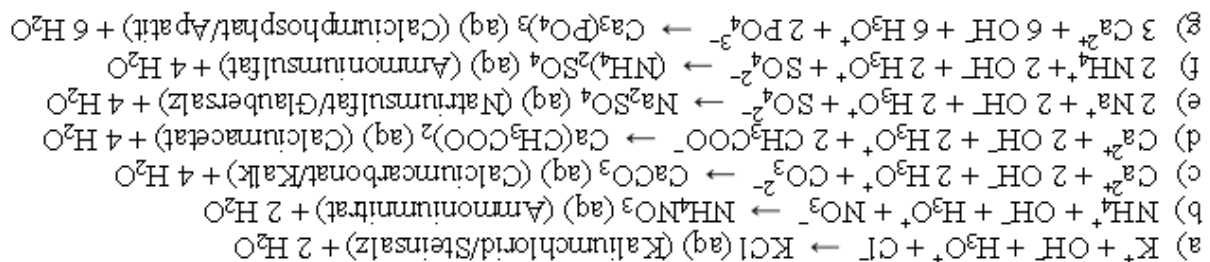 a) K⁺ + OH⁻ + H₃O⁺ + Cl⁻ → KCl (aq) (Kaliumchlorid/Steinsalz) + 2 H₂O
b) NH₄⁺ + OH⁻ + H₃O⁺ + NO₃⁻ → NH₄NO₃ (aq) (Ammoniumnitrat) + 2 H₂O
c) Ca²⁺ + 2 OH⁻ + 2 H₃O⁺ + CO₃²⁻ → CaCO₃ (aq) (Calciumcarbonat/Kalk) + 4 H₂O
d) Ca²⁺ + 2 OH⁻ + 2 H₃O⁺ + 2 CH₃COO⁻ → Ca(CH₃COO)₂ (aq) (Calciumacetat) + 4 H₂O
e) 2 Na⁺ + 2 OH⁻ + 2 H₃O⁺ + SO₄²⁻ → Na₂SO₄ (aq) (Natriumsulfat/Glaubersalz) + 4 H₂O
f) 2 NH₄⁺ + 2 OH⁻ + 2 H₃O⁺ + SO₄²⁻ → (NH₄)₂SO₄ (aq) (Ammoniumsulfat) + 4 H₂O
g) 3 Ca²⁺ + 6 OH⁻ + 6 H₃O⁺ + 2 PO₄³⁻ → Ca₃(PO₄)₃ (aq) (Calciumphosphat/Apatit) + 6 H₂O